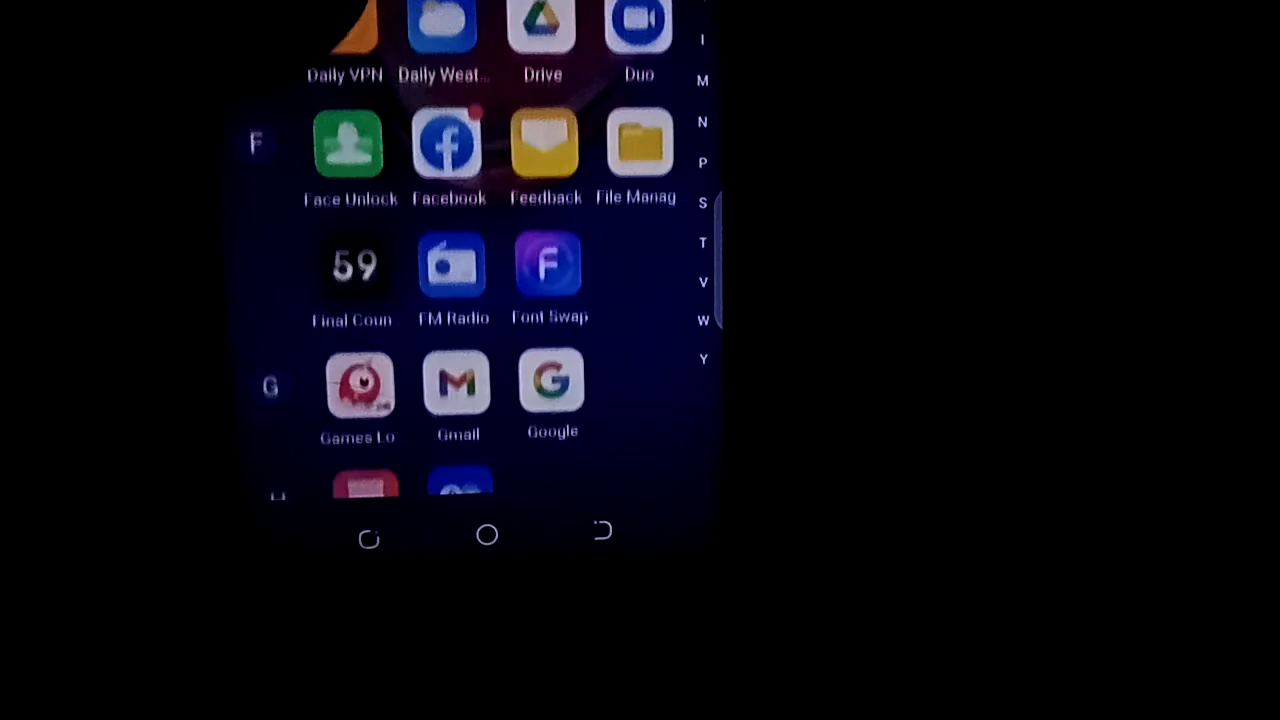 Daily VPN Daily Weat... Drive Duo
I
M
N
P
S
T
V
W
Y
F
Face Unlock Facebook Feedback File Manag
59 F
Final Coun FM Radio Font Swap
G
Games Lo Gmail Google
H